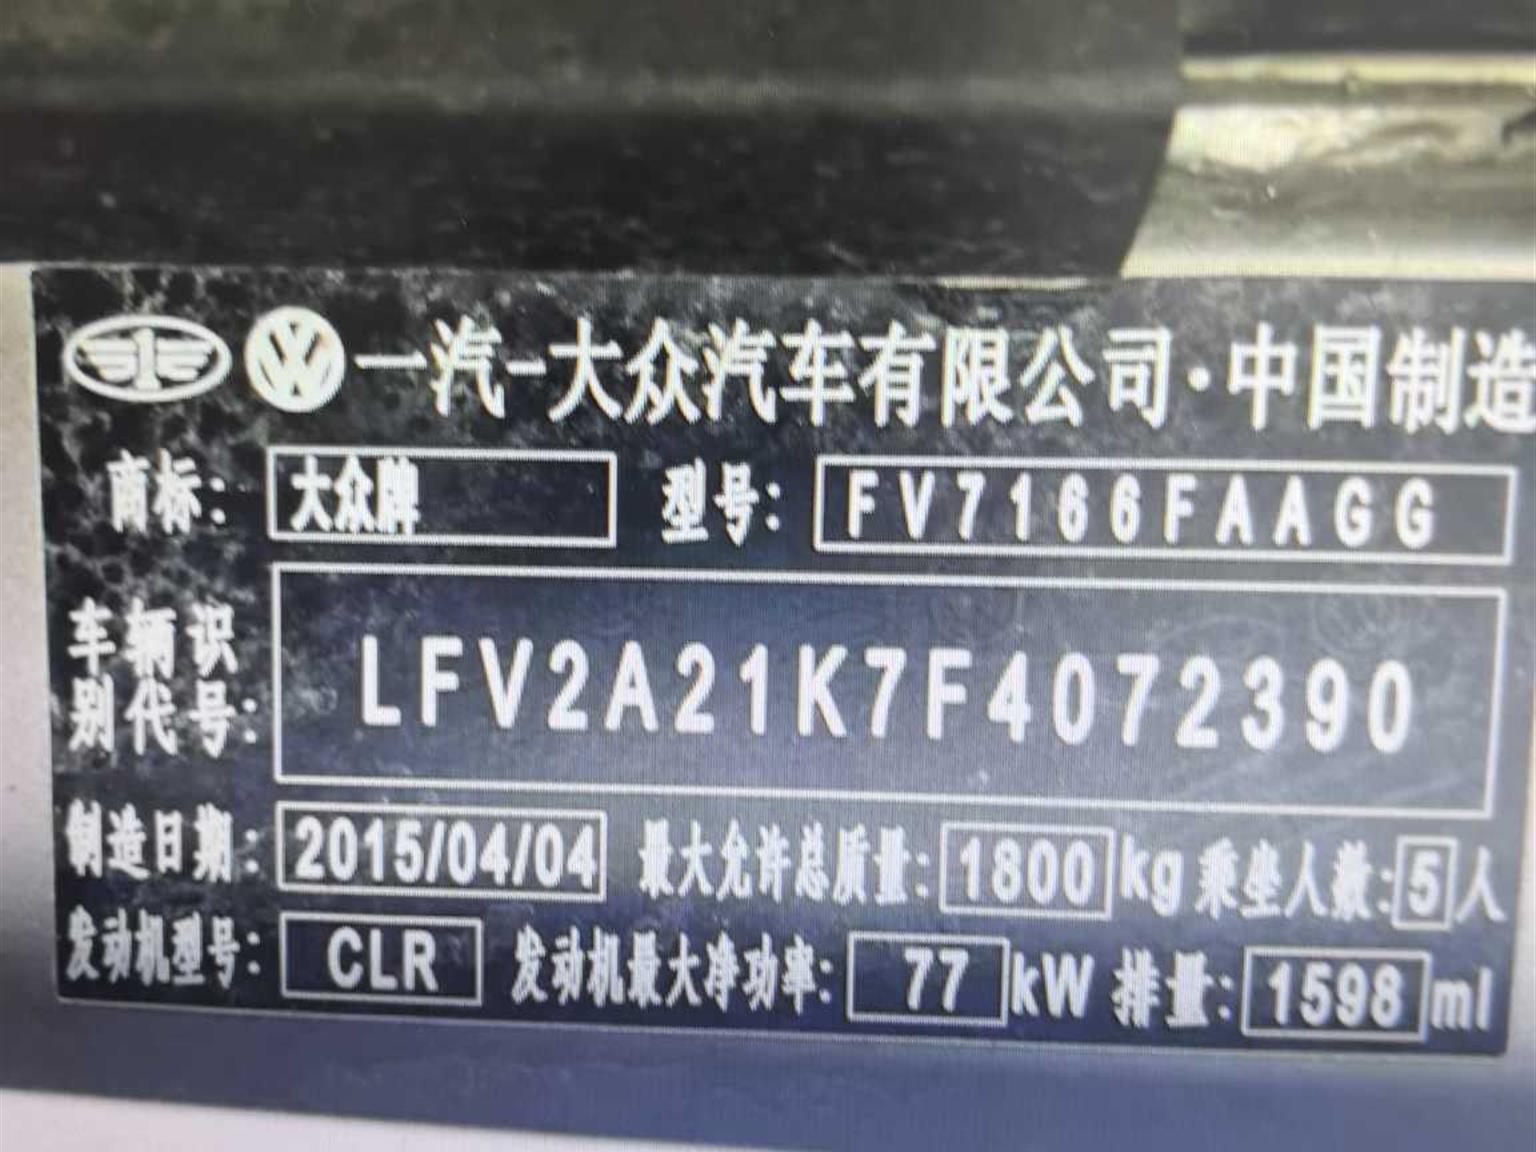 一汽-大众汽车有限公司·中国制造
商标: 大众牌 型号: FV7166FAAGG
车辆识别代号: LFV2A21K7F4072390
制造日期: 2015/04/04 最大允许总质量: 1800 kg 乘坐人数: 5 人
发动机型号: CLR 发动机最大净功率: 77 kW 排量: 1598 ml